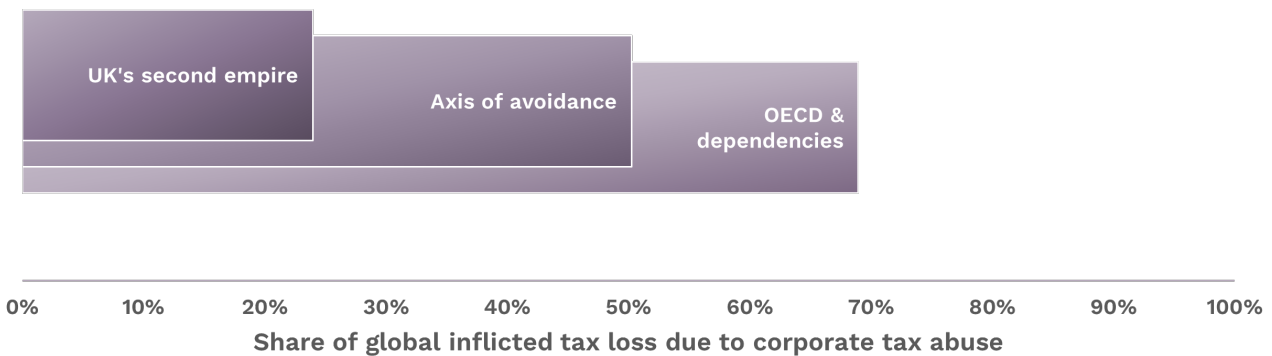 UK's second empire
Axis of avoidance
OECD &
dependencies
0% 10% 20% 30% 40% 50% 60% 70% 80% 90% 100%
Share of global inflicted tax loss due to corporate tax abuse